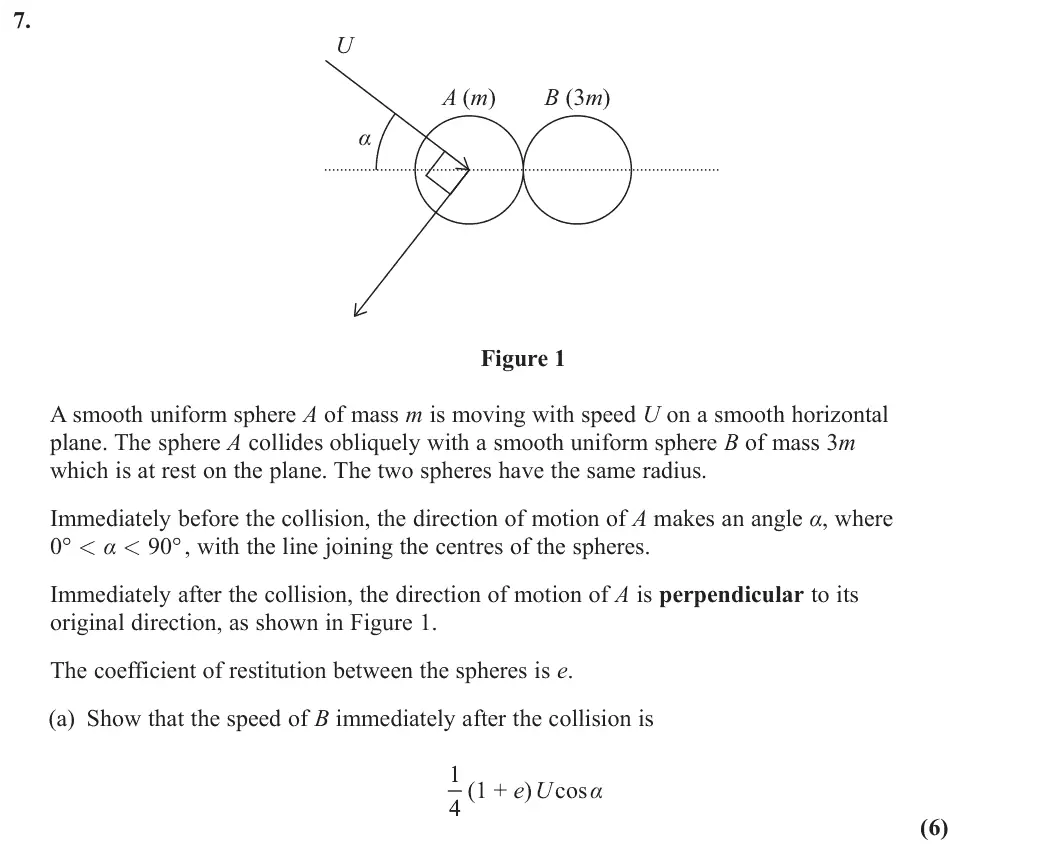 7.
U
A (m) B (3m)
α
Figure 1
A smooth uniform sphere A of mass m is moving with speed U on a smooth horizontal
plane. The sphere A collides obliquely with a smooth uniform sphere B of mass 3m
which is at rest on the plane. The two spheres have the same radius.
Immediately before the collision, the direction of motion of A makes an angle α, where
0° < α < 90°, with the line joining the centres of the spheres.
Immediately after the collision, the direction of motion of A is perpendicular to its
original direction, as shown in Figure 1.
The coefficient of restitution between the spheres is e.
(a) Show that the speed of B immediately after the collision is
1/4 (1 + e) U cos α
(6)